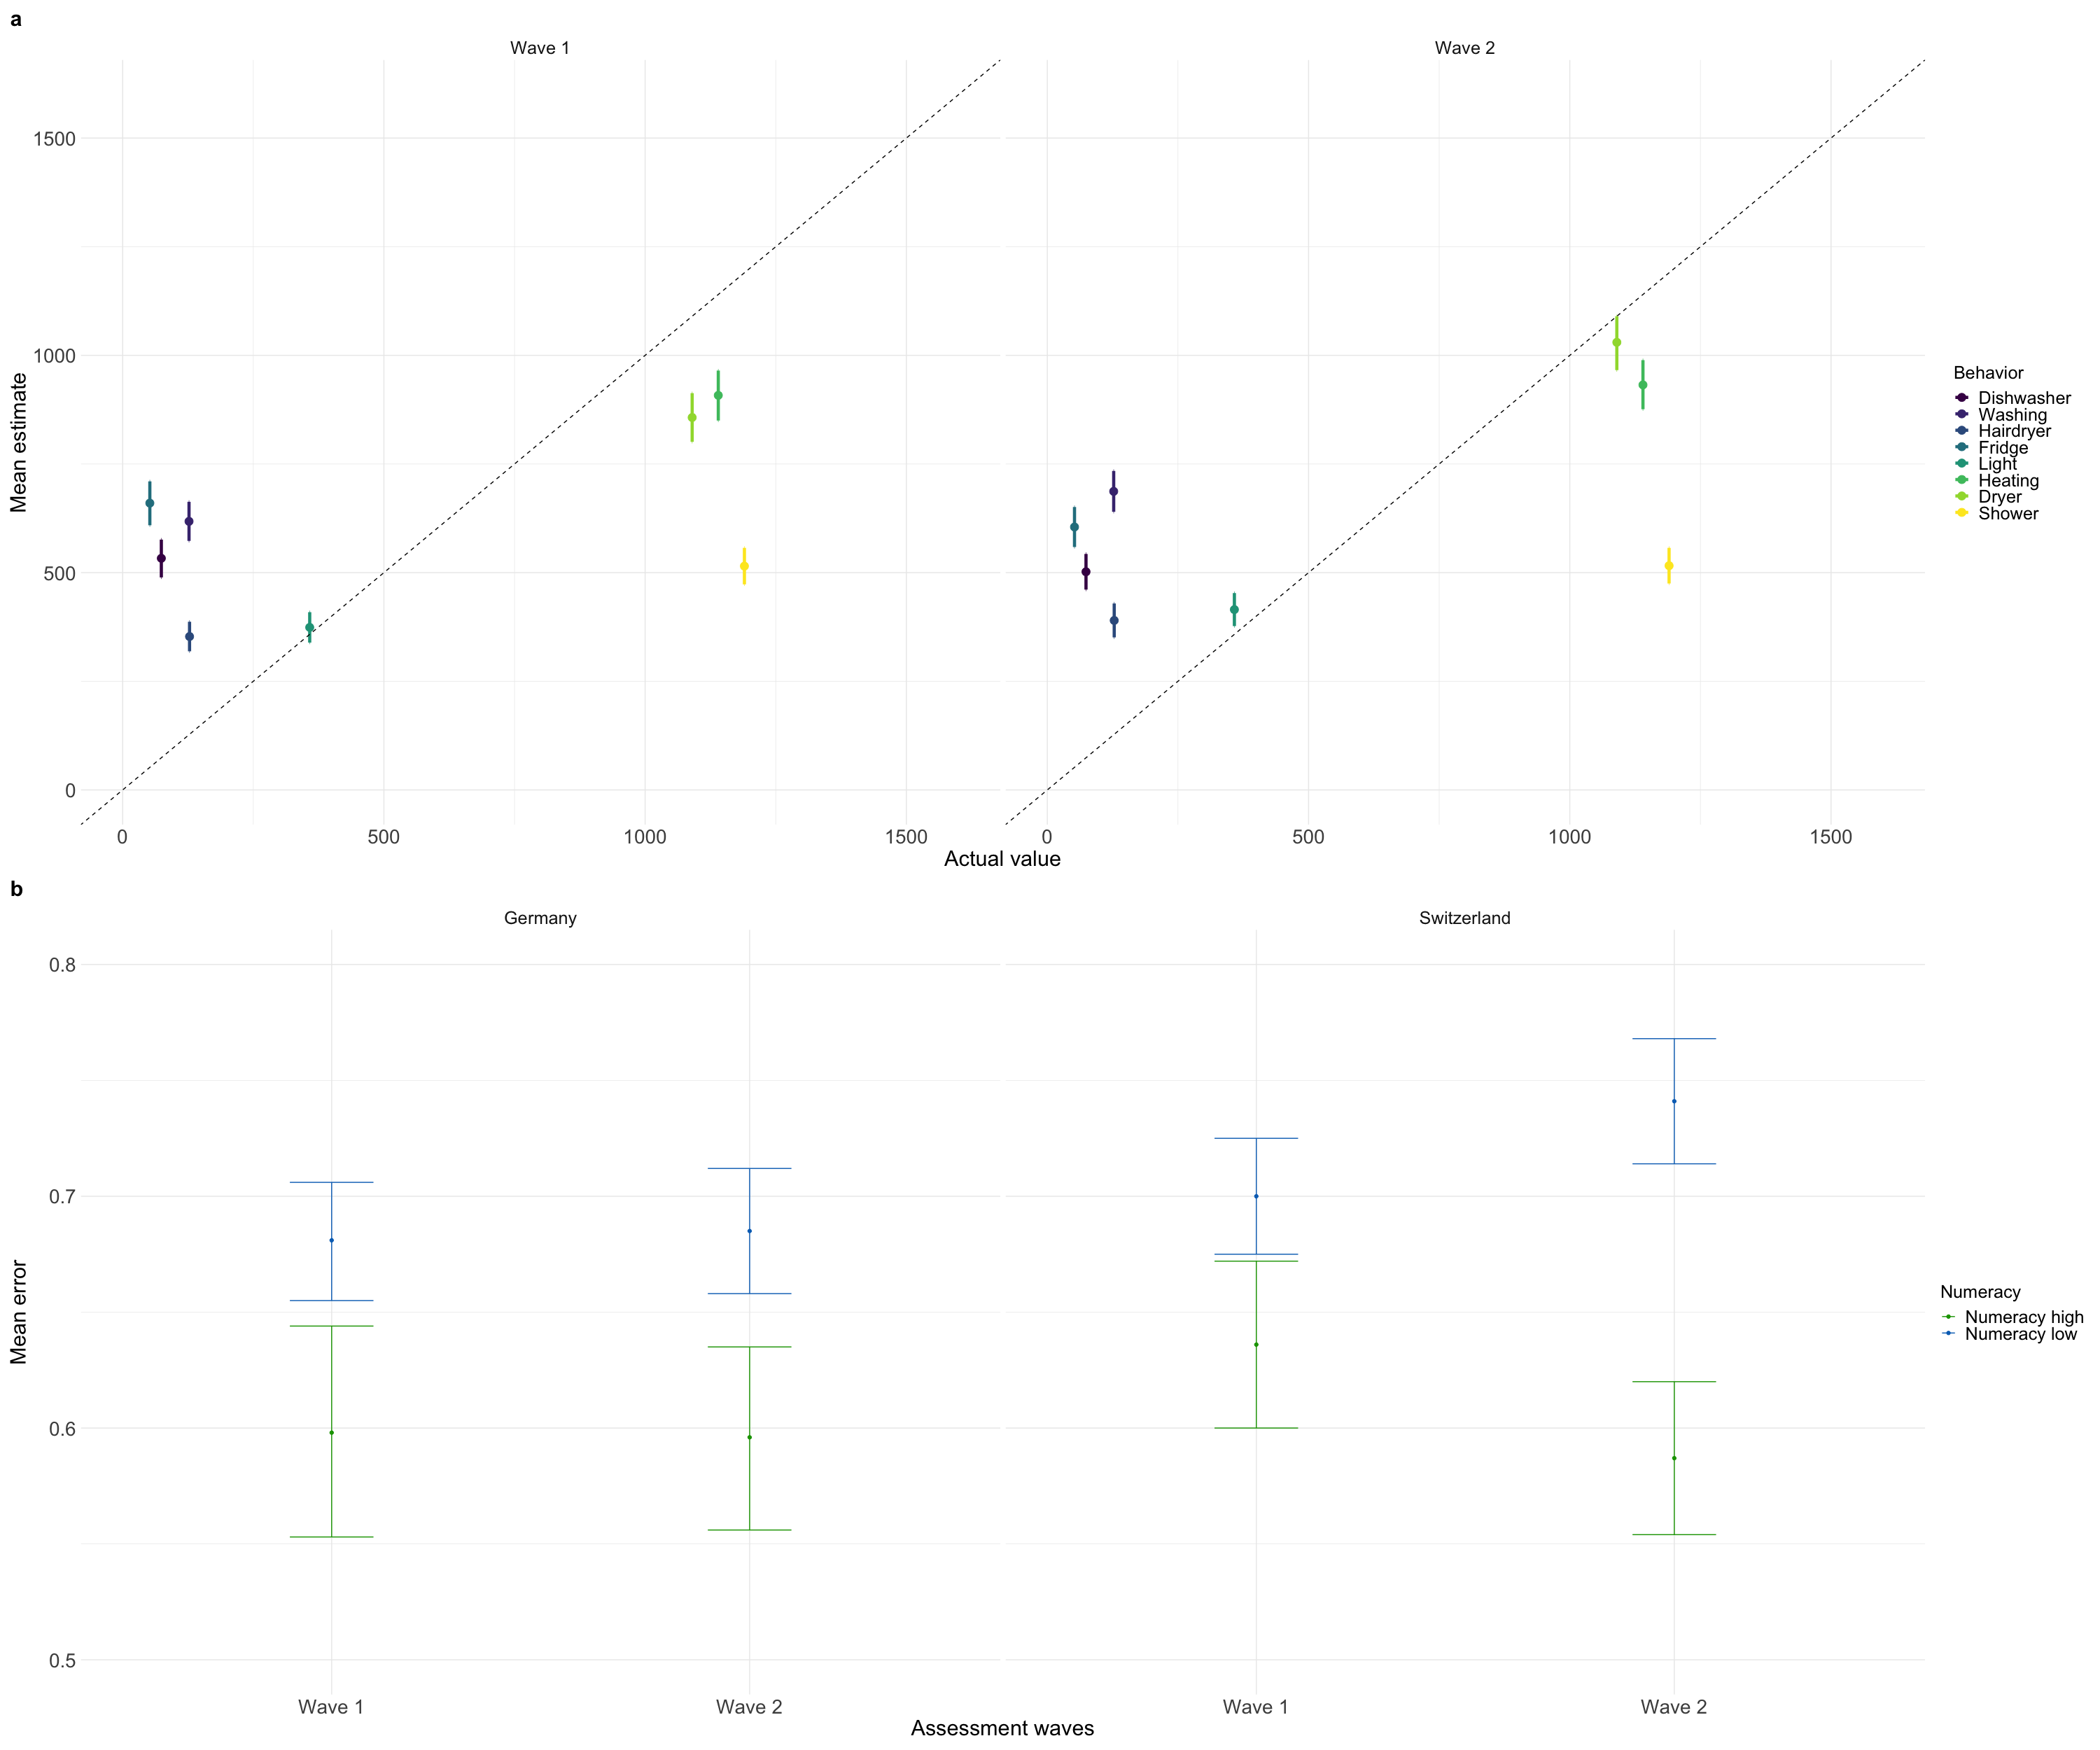 a
Wave 1
Wave 2
1500
1000
500
0
Mean estimate
0
500
1000
1500
0
500
1000
1500
Actual value
Behavior
Dishwasher
Washing
Hairdryer
Fridge
Light
Heating
Dryer
Shower
b
Germany
Switzerland
0.8
0.7
0.6
0.5
Mean error
Wave 1
Wave 2
Wave 1
Wave 2
Assessment waves
Numeracy
Numeracy high
Numeracy low